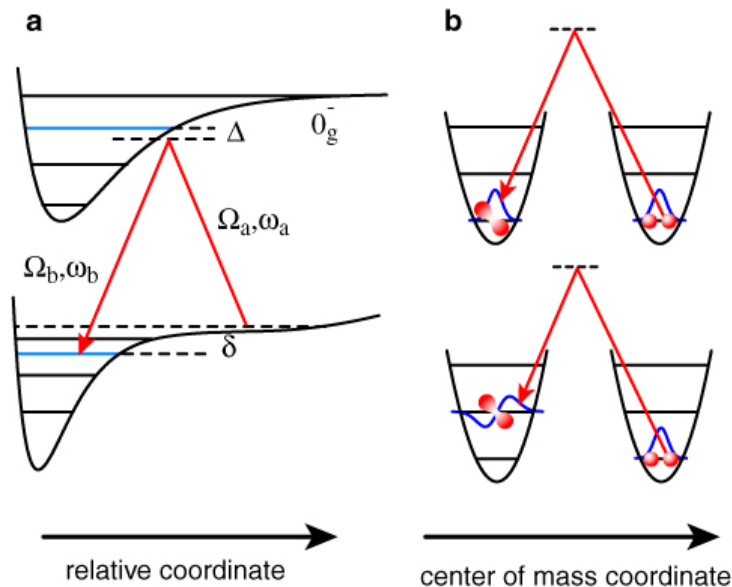 a
b
Δ
0g-
Ωa,ωa
Ωb,ωb
δ
relative coordinate
center of mass coordinate